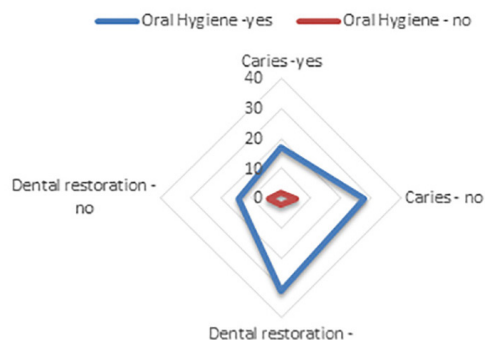 Oral Hygiene -yes Oral Hygiene - no
Caries -yes
40
30
20
10
0
Dental restoration -
no
Caries - no
Dental restoration -